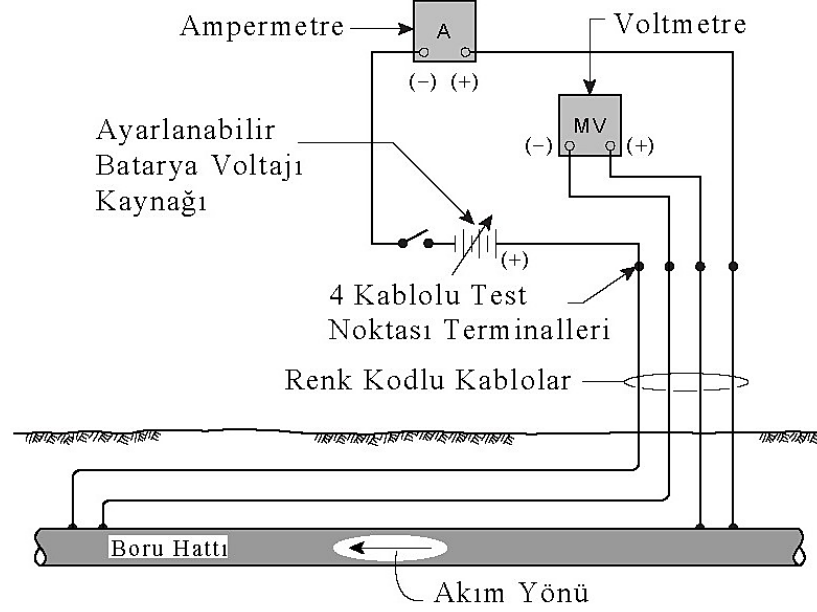 Ampermetre
A
(-) (+)
Voltmetre
MV
(-) (+)
Ayarlanabilir
Batarya Voltajı
Kaynağı
(+)
4 Kablolu Test
Noktası Terminalleri
Renk Kodlu Kablolar
Boru Hattı
Akım Yönü